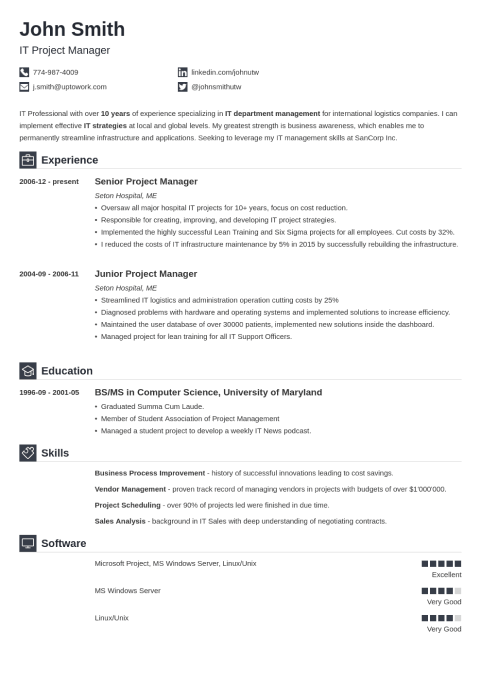 John Smith
IT Project Manager
774-987-4009
linkedin.com/johnutw
j.smith@uptowork.com
@johnsmithutw
IT Professional with over 10 years of experience specializing in IT department management for international logistics companies. I can
implement effective IT strategies at local and global levels. My greatest strength is business awareness, which enables me to
permanently streamline infrastructure and applications. Seeking to leverage my IT management skills at SanCorp Inc.
Experience
2006-12 - present
Senior Project Manager
Seton Hospital, ME
• Oversaw all major hospital IT projects for 10+ years, focus on cost reduction.
• Responsible for creating, improving, and developing IT project strategies.
• Implemented the highly successful Lean Training and Six Sigma projects for all employees. Cut costs by 32%.
• I reduced the costs of IT infrastructure maintenance by 5% in 2015 by successfully rebuilding the infrastructure.
2004-09 - 2006-11
Junior Project Manager
Seton Hospital, ME
• Streamlined IT logistics and administration operation cutting costs by 25%
• Diagnosed problems with hardware and operating systems and implemented solutions to increase efficiency.
• Maintained the user database of over 30000 patients, implemented new solutions inside the dashboard.
• Managed project for lean training for all IT Support Officers.
Education
1996-09 - 2001-05
BS/MS in Computer Science, University of Maryland
• Graduated Summa Cum Laude.
• Member of Student Association of Project Management
• Managed a student project to develop a weekly IT News podcast.
Skills
Business Process Improvement - history of successful innovations leading to cost savings.
Vendor Management - proven track record of managing vendors in projects with budgets of over $1'000'000.
Project Scheduling - over 90% of projects led were finished in due time.
Sales Analysis - background in IT Sales with deep understanding of negotiating contracts.
Software
Microsoft Project, MS Windows Server, Linux/Unix
Excellent
MS Windows Server
Very Good
Linux/Unix
Very Good